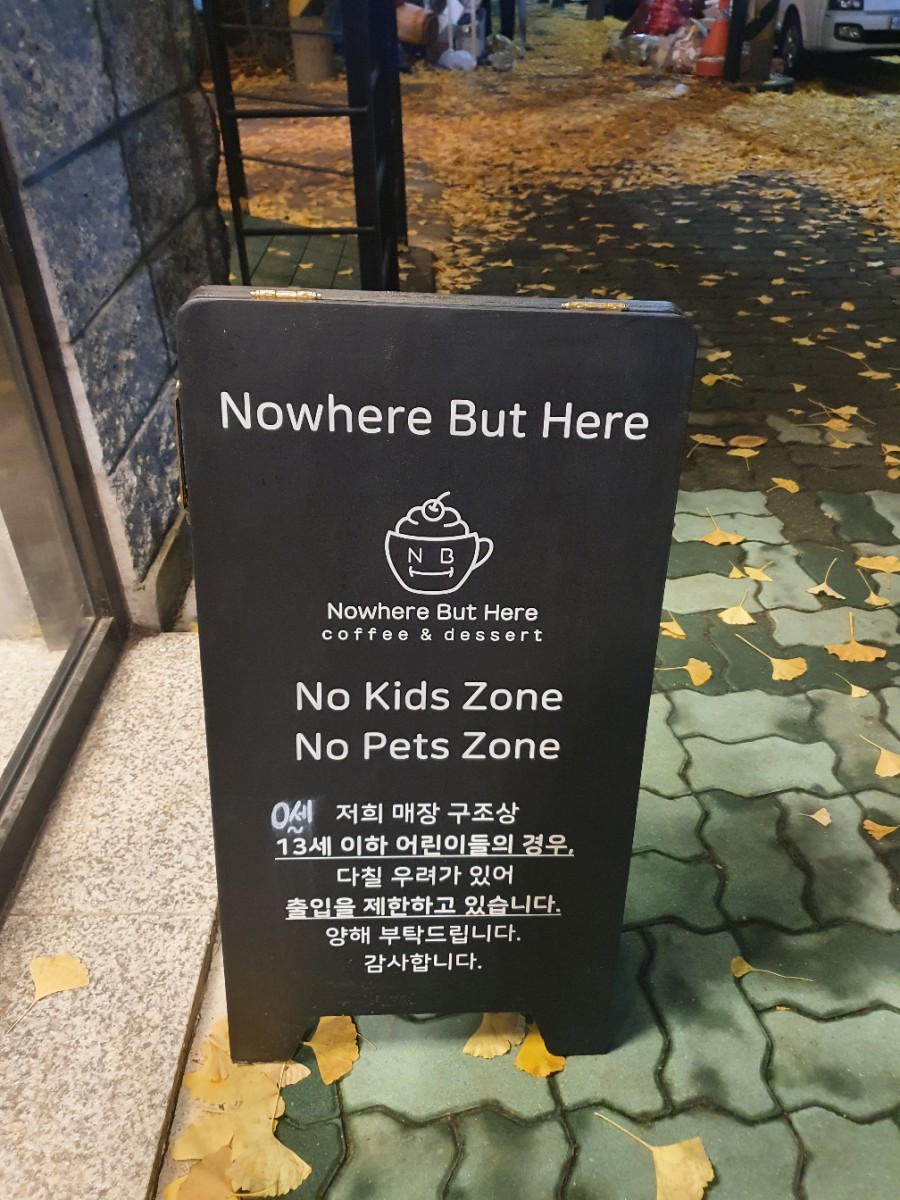 Nowhere But Here
N B
Nowhere But Here
coffee & dessert
No Kids Zone
No Pets Zone
0세~ 저희 매장 구조상
13세 이하 어린이들의 경우,
다칠 우려가 있어
출입을 제한하고 있습니다.
양해 부탁드립니다.
감사합니다.